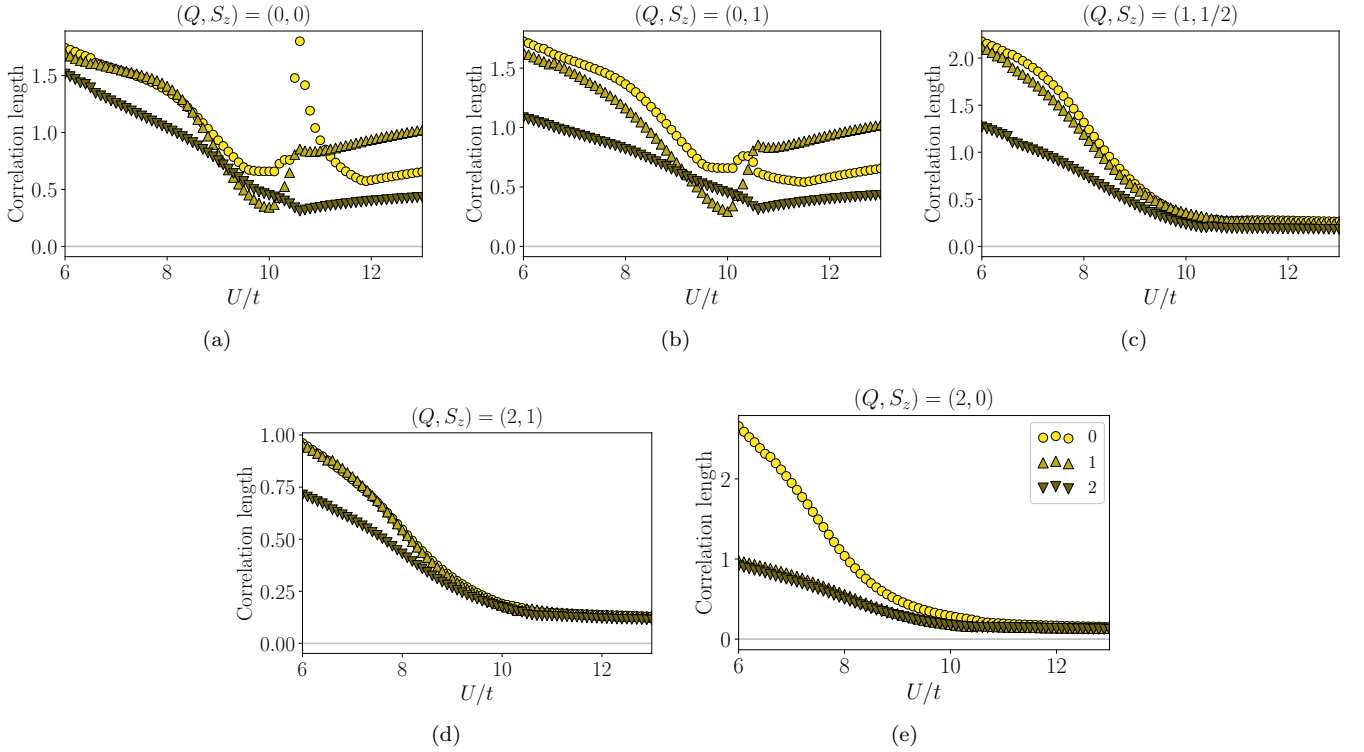 (Q, S_z) = (0, 0)
Correlation length
1.5
1.0
0.5
0.0
6 8 10 12
U/t
(a)
(Q, S_z) = (0, 1)
Correlation length
1.5
1.0
0.5
0.0
6 8 10 12
U/t
(b)
(Q, S_z) = (1, 1/2)
Correlation length
2.0
1.5
1.0
0.5
0.0
6 8 10 12
U/t
(c)
(Q, S_z) = (2, 1)
Correlation length
1.00
0.75
0.50
0.25
0.00
6 8 10 12
U/t
(d)
(Q, S_z) = (2, 0)
Correlation length
2
1
0
6 8 10 12
U/t
0
1
2
(e)